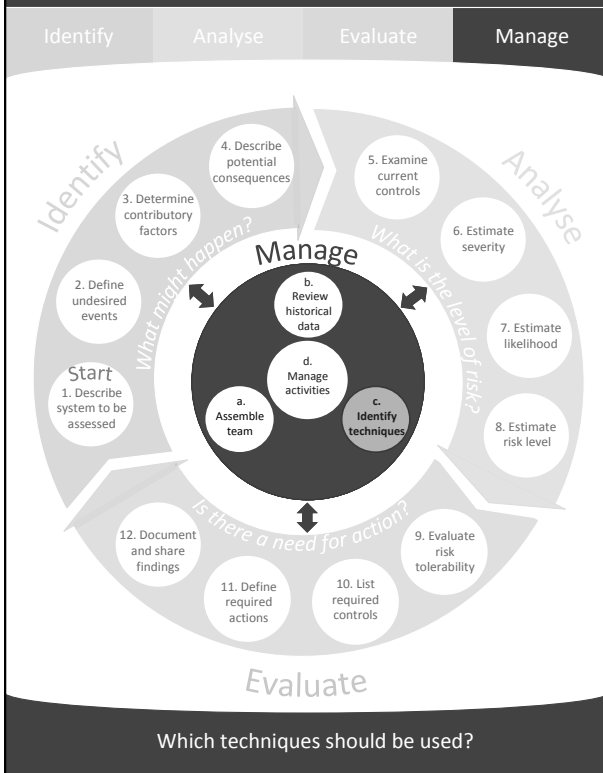 Identify
Analyse
Evaluate
Manage
Identify
What might happen?
Start
1. Describe
system to be
assessed
2. Define
undesired
events
3. Determine
contributory
factors
4. Describe
potential
consequences
Analyse
What is the level of risk?
5. Examine
current
controls
6. Estimate
severity
7. Estimate
likelihood
8. Estimate
risk level
Manage
a.
Assemble
team
b.
Review
historical
data
c.
Identify
techniques
d.
Manage
activities
Is there a need for action?
9. Evaluate
risk
tolerability
10. List
required
controls
11. Define
required
actions
12. Document
and share
findings
Evaluate
Which techniques should be used?